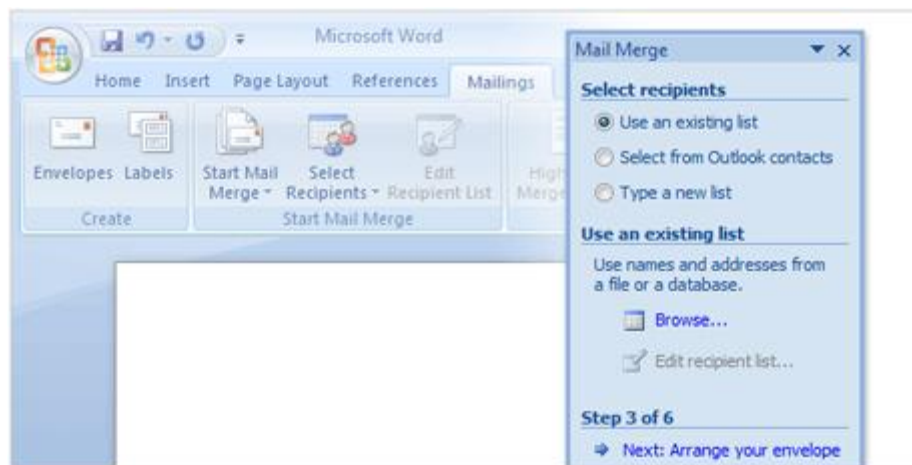 Microsoft Word
Home Insert Page Layout References Mailings
Envelopes Labels
Start Mail Merge
Select Recipients
Edit Recipient List
Create
Start Mail Merge
Mail Merge
Select recipients
Use an existing list
Select from Outlook contacts
Type a new list
Use an existing list
Use names and addresses from
a file or a database.
Browse...
Edit recipient list...
Step 3 of 6
Next: Arrange your envelope